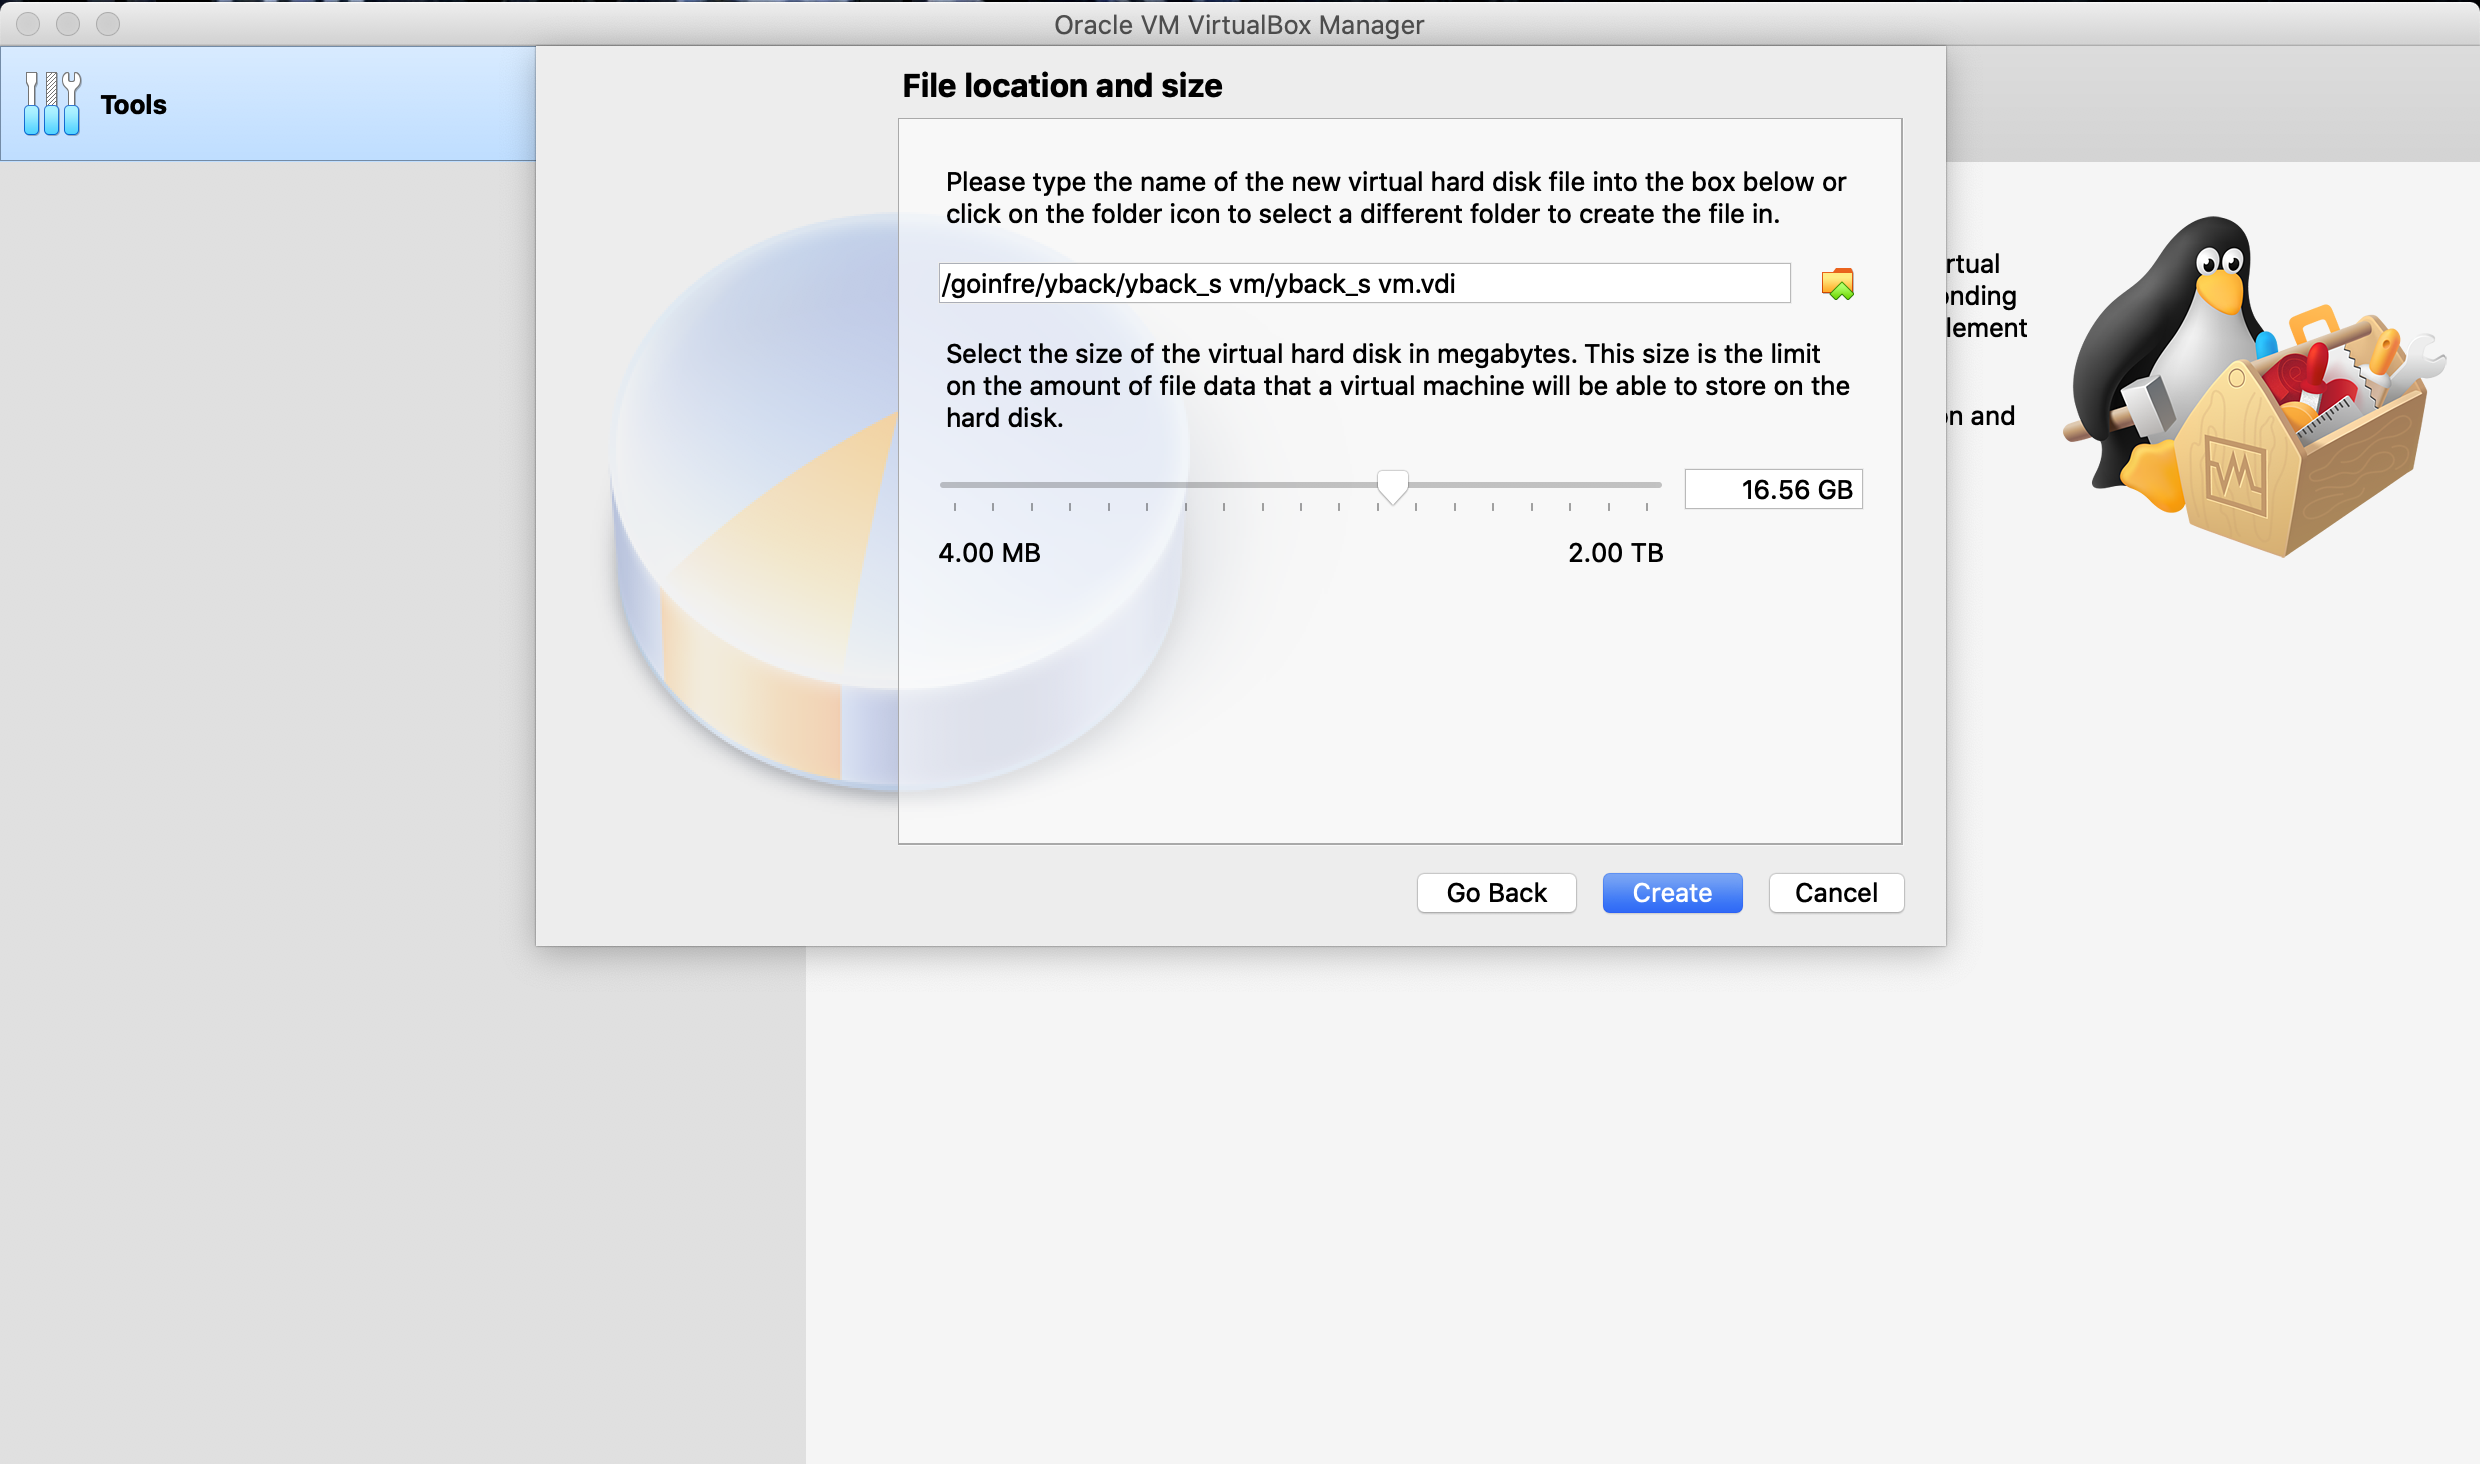 Oracle VM VirtualBox Manager
Tools
File location and size
Please type the name of the new virtual hard disk file into the box below or
click on the folder icon to select a different folder to create the file in.
/goinfre/yback/yback_s vm/yback_s vm.vdi
Select the size of the virtual hard disk in megabytes. This size is the limit
on the amount of file data that a virtual machine will be able to store on the
hard disk.
16.56 GB
4.00 MB
2.00 TB
Go Back
Create
Cancel
rtual
onding
lement
on and